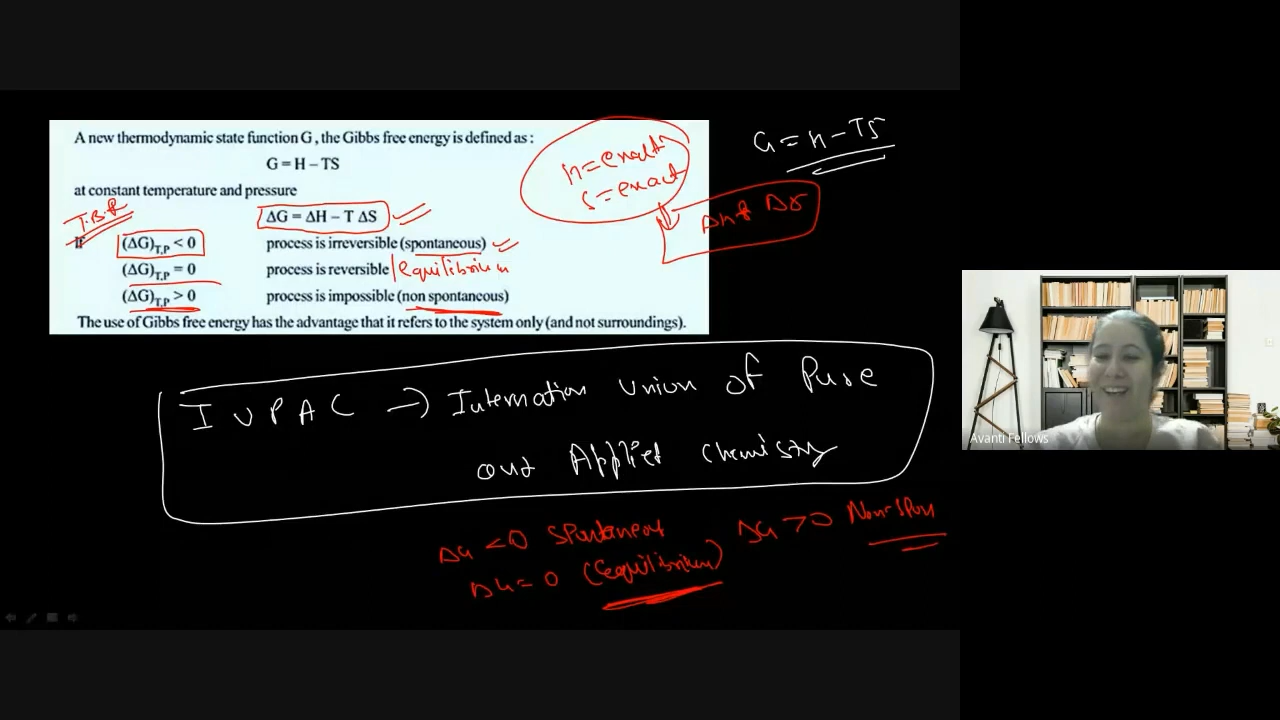 A new thermodynamic state function G, the Gibbs free energy is defined as :
G = H – TS
at constant temperature and pressure
ΔG = ΔH – T ΔS
If (ΔG)T,P < 0 process is irreversible (spontaneous)
(ΔG)T,P = 0 process is reversible /equilibrium
(ΔG)T,P > 0 process is impossible (non spontaneous)
The use of Gibbs free energy has the advantage that it refers to the system only (and not surroundings).
H = exact
S = exact
G = H – TS
I U P A C → Internation Union of Pure
and Applied Chemistry
ΔG < 0 Spontaneous
ΔG = 0 (equilibrium)
ΔG > 0 Non-spon
Avanti Fellows